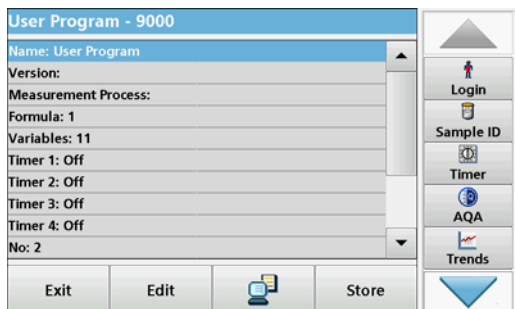 User Program - 9000
Name: User Program
Version:
Measurement Process:
Formula: 1
Variables: 11
Timer 1: Off
Timer 2: Off
Timer 3: Off
Timer 4: Off
No: 2
Exit
Edit
Store
Login
Sample ID
Timer
AQA
Trends